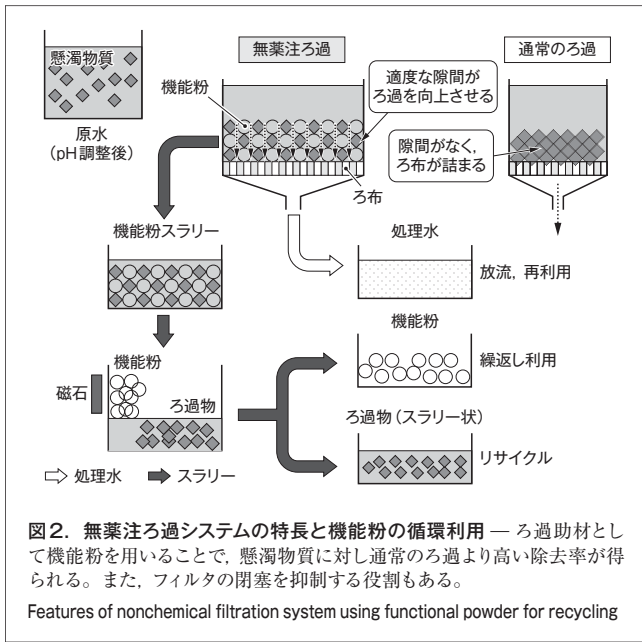 懸濁物質
原水
（pH調整後）
無薬注ろ過
機能粉
適度な隙間が
ろ過を向上させる
ろ布
通常のろ過
隙間がなく，
ろ布が詰まる
機能粉スラリー
処理水
放流，再利用
機能粉
磁石
ろ過物
機能粉
繰返し利用
ろ過物（スラリー状）
リサイクル
処理水
スラリー
図2．無薬注ろ過システムの特長と機能粉の循環利用 — ろ過助材とし
て機能粉を用いることで，懸濁物質に対し通常のろ過より高い除去率が得
られる。また，フィルタの閉塞を抑制する役割もある。
Features of nonchemical filtration system using functional powder for recycling